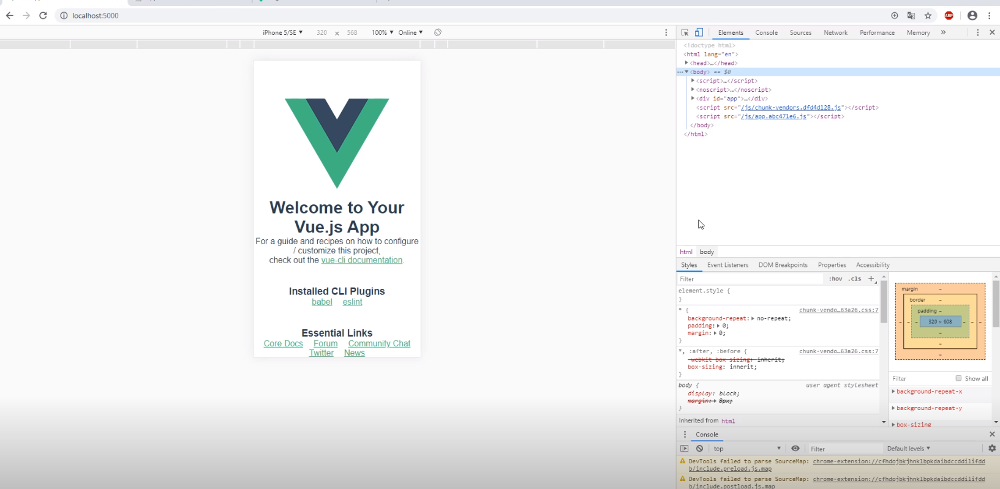 localhost:5000
ABP
iPhone 5/SE ▼ 320 x 568 100% ▼ Online ▼
Elements Console Sources Network Performance Memory »
<!doctype html>
<html lang="en">
▶<head>…</head>
▼<body> == $0
▶<script>…</script>
▶<noscript>…</noscript>
▶<div id="app">…</div>
<script src="/js/chunk-vendors.dfd4d128.js"></script>
<script src="/js/app.abc471e6.js"></script>
</body>
</html>
Welcome to Your
Vue.js App
For a guide and recipes on how to configure
/ customize this project,
check out the vue-cli documentation.
Installed CLI Plugins
babel eslint
Essential Links
Core Docs Forum Community Chat
Twitter News
html body
Styles Event Listeners DOM Breakpoints Properties Accessibility
Filter :hov .cls +
element.style {
}
* { chunk-vendo…63a26.css:7
background-repeat:▶ no-repeat;
padding:▶ 0;
margin:▶ 0;
}
*, :after, :before { chunk-vendo…63a26.css:7
-webkit-box-sizing: inherit;
box-sizing: inherit;
}
body { user agent stylesheet
display: block;
margin:▶ 8px;
}
Inherited from html
margin -
border -
padding -
- - - 320 × 608 - - -
-
-
-
Filter Show all
▶ background-repeat-x
▶ background-repeat-y
▶ box-sizing
Console
top ▼ Filter Default levels ▼
DevTools failed to parse SourceMap: chrome-extension://cfhdojbkjhnklbpkdaibdccddilifdd
b/include.preload.js.map
DevTools failed to parse SourceMap: chrome-extension://cfhdojbkjhnklbpkdaibdccddilifdd
b/include.postload.js.map